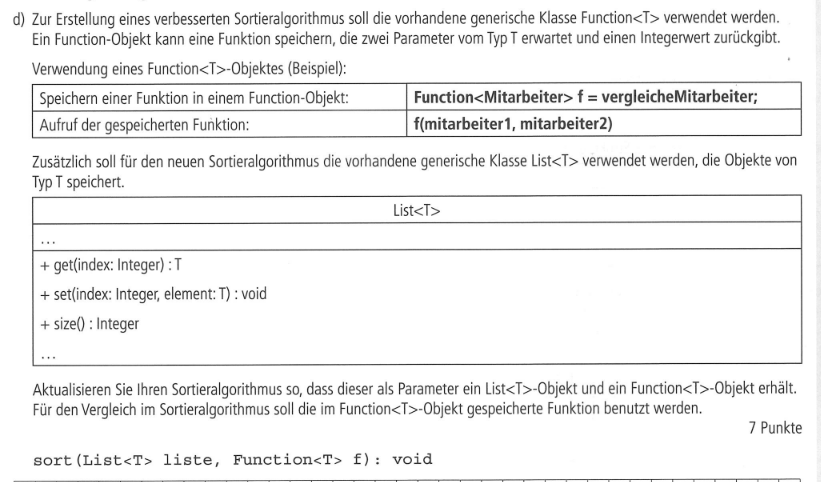 d) Zur Erstellung eines verbesserten Sortieralgorithmus soll die vorhandene generische Klasse Function<T> verwendet werden.
Ein Function-Objekt kann eine Funktion speichern, die zwei Parameter vom Typ T erwartet und einen Integerwert zurückgibt.
Verwendung eines Function<T>-Objektes (Beispiel):
Speichern einer Funktion in einem Function-Objekt: Function<Mitarbeiter> f = vergleicheMitarbeiter;
Aufruf der gespeicherten Funktion: f(mitarbeiter1, mitarbeiter2)
Zusätzlich soll für den neuen Sortieralgorithmus die vorhandene generische Klasse List<T> verwendet werden, die Objekte von
Typ T speichert.
List<T>
...
+ get(index: Integer) : T
+ set(index: Integer, element: T) : void
+ size() : Integer
...
Aktualisieren Sie Ihren Sortieralgorithmus so, dass dieser als Parameter ein List<T>-Objekt und ein Function<T>-Objekt erhält.
Für den Vergleich im Sortieralgorithmus soll die im Function<T>-Objekt gespeicherte Funktion benutzt werden.
7 Punkte
sort(List<T> liste, Function<T> f): void